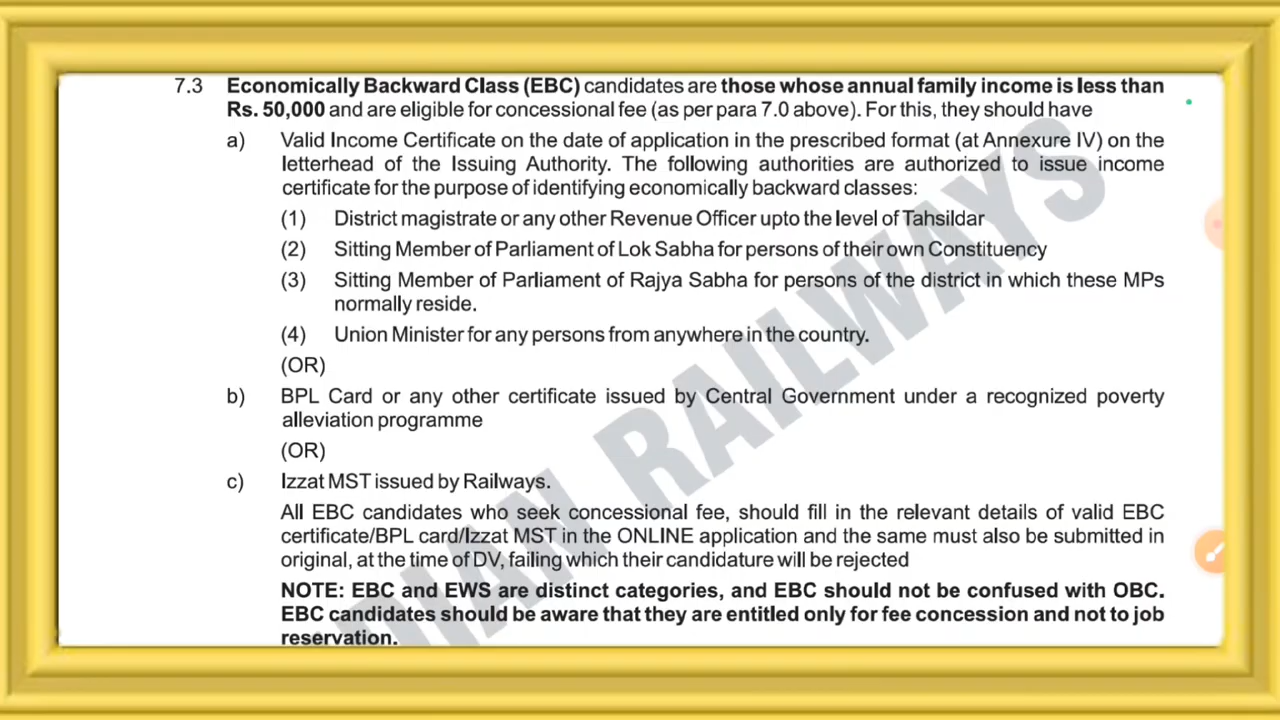 7.3 Economically Backward Class (EBC) candidates are those whose annual family income is less than
Rs. 50,000 and are eligible for concessional fee (as per para 7.0 above). For this, they should have
a) Valid Income Certificate on the date of application in the prescribed format (at Annexure IV) on the
letterhead of the Issuing Authority. The following authorities are authorized to issue income
certificate for the purpose of identifying economically backward classes:
(1) District magistrate or any other Revenue Officer upto the level of Tahsildar
(2) Sitting Member of Parliament of Lok Sabha for persons of their own Constituency
(3) Sitting Member of Parliament of Rajya Sabha for persons of the district in which these MPs
normally reside.
(4) Union Minister for any persons from anywhere in the country.
(OR)
b) BPL Card or any other certificate issued by Central Government under a recognized poverty
alleviation programme
(OR)
c) Izzat MST issued by Railways.
All EBC candidates who seek concessional fee, should fill in the relevant details of valid EBC
certificate/BPL card/Izzat MST in the ONLINE application and the same must also be submitted in
original, at the time of DV, failing which their candidature will be rejected
NOTE: EBC and EWS are distinct categories, and EBC should not be confused with OBC.
EBC candidates should be aware that they are entitled only for fee concession and not to job
reservation.
DIAN RAILWAYS